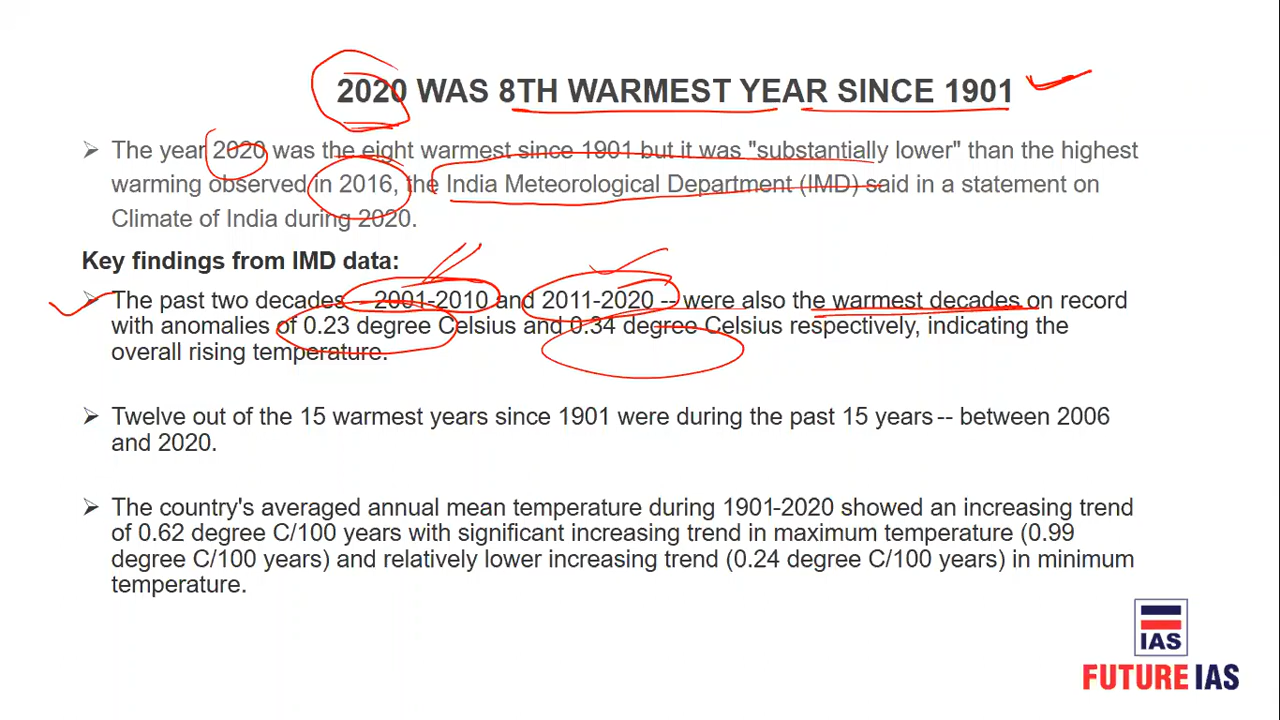 2020 WAS 8TH WARMEST YEAR SINCE 1901
The year 2020 was the eight warmest since 1901 but it was "substantially lower" than the highest
warming observed in 2016, the India Meteorological Department (IMD) said in a statement on
Climate of India during 2020.
Key findings from IMD data:
The past two decades -- 2001-2010 and 2011-2020 -- were also the warmest decades on record
with anomalies of 0.23 degree Celsius and 0.34 degree Celsius respectively, indicating the
overall rising temperature.
Twelve out of the 15 warmest years since 1901 were during the past 15 years -- between 2006
and 2020.
The country's averaged annual mean temperature during 1901-2020 showed an increasing trend
of 0.62 degree C/100 years with significant increasing trend in maximum temperature (0.99
degree C/100 years) and relatively lower increasing trend (0.24 degree C/100 years) in minimum
temperature.
IAS
FUTURE IAS